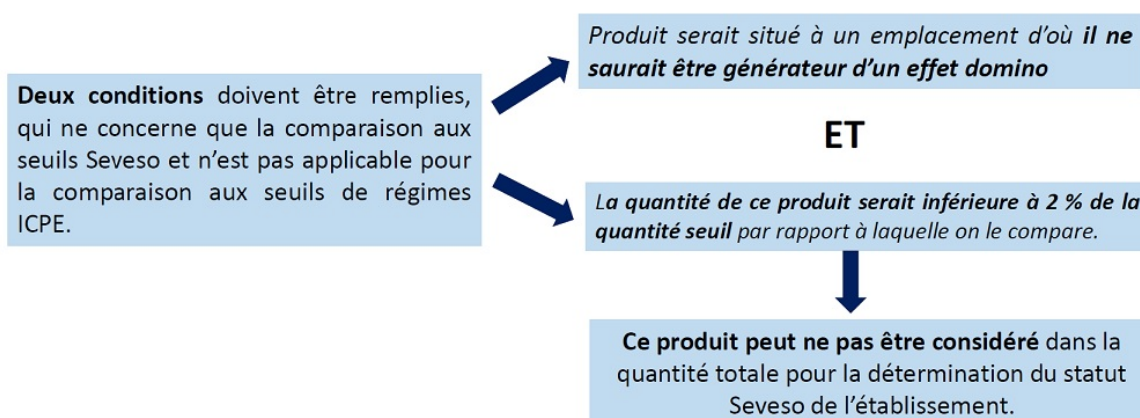 Deux conditions doivent être remplies,
qui ne concerne que la comparaison aux
seuils Seveso et n'est pas applicable pour
la comparaison aux seuils de régimes
ICPE.
Produit serait situé à un emplacement d'où il ne
saurait être générateur d'un effet domino
ET
La quantité de ce produit serait inférieure à 2 % de la
quantité seuil par rapport à laquelle on le compare.
Ce produit peut ne pas être considéré dans la
quantité totale pour la détermination du statut
Seveso de l'établissement.